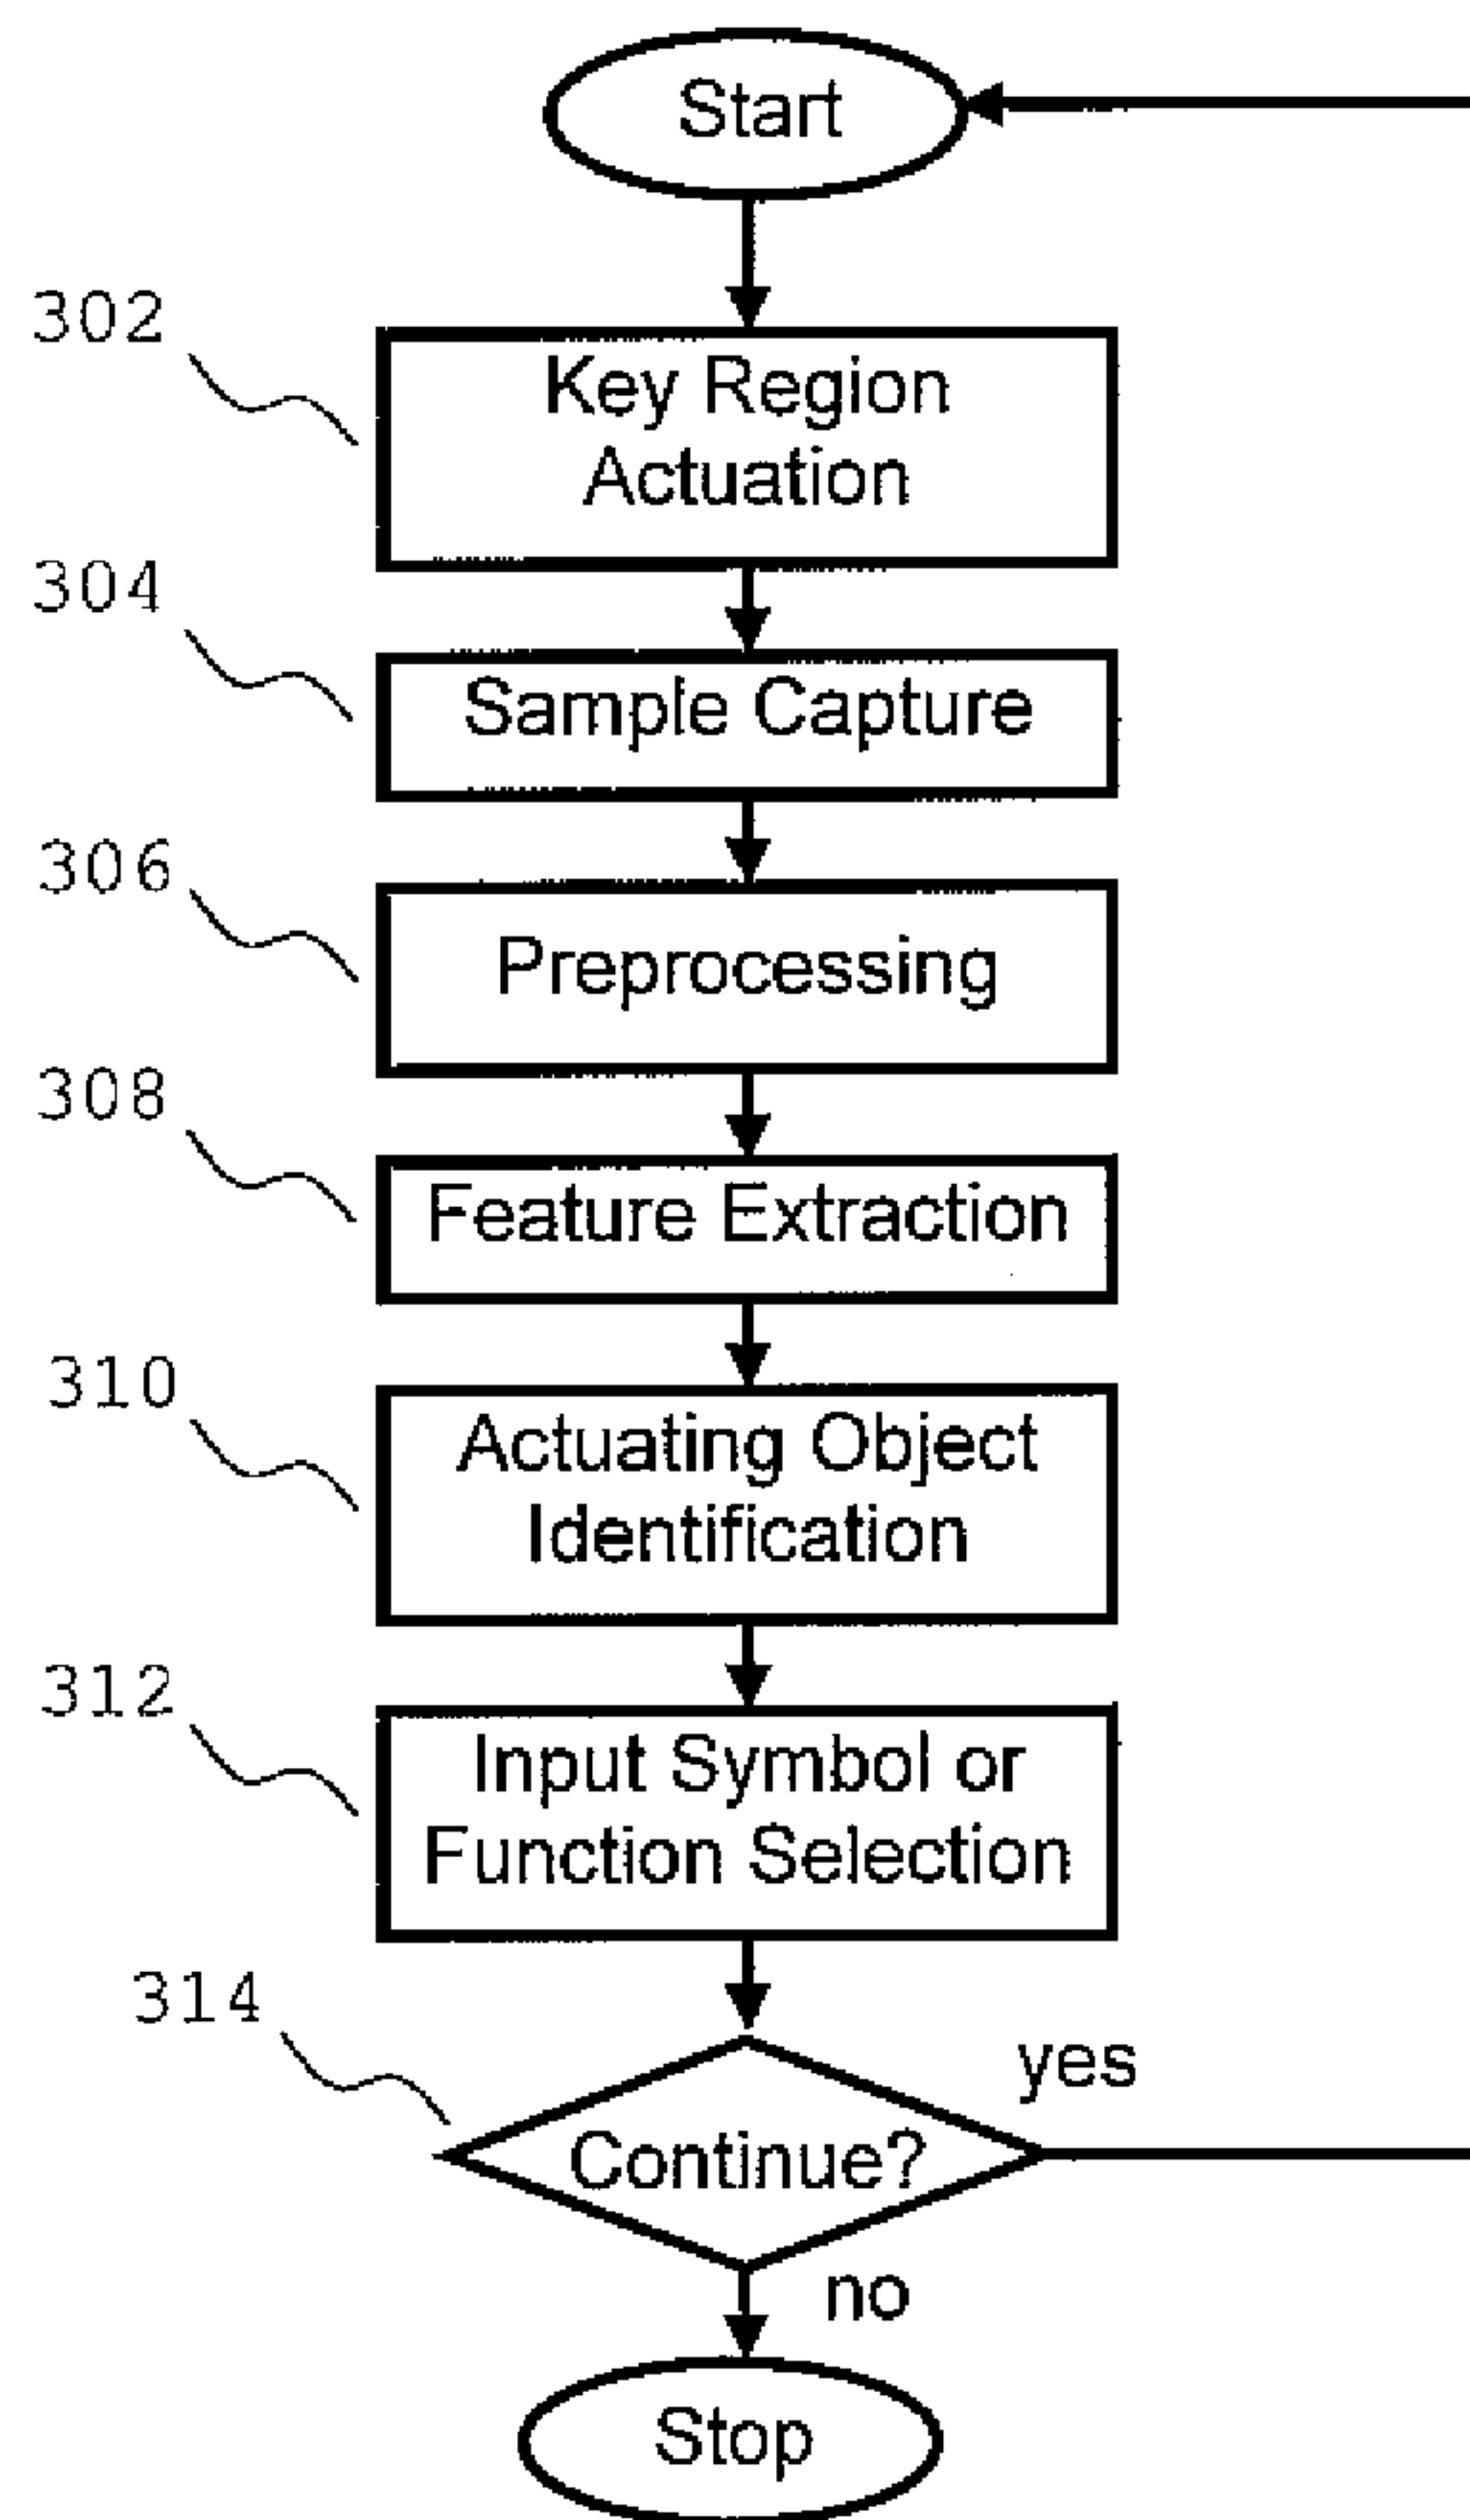 Start
302
Key Region
Actuation
304
Sample Capture
306
Preprocessing
308
Feature Extraction
310
Actuating Object
Identification
312
Input Symbol or
Function Selection
314
yes
Continue?
no
Stop